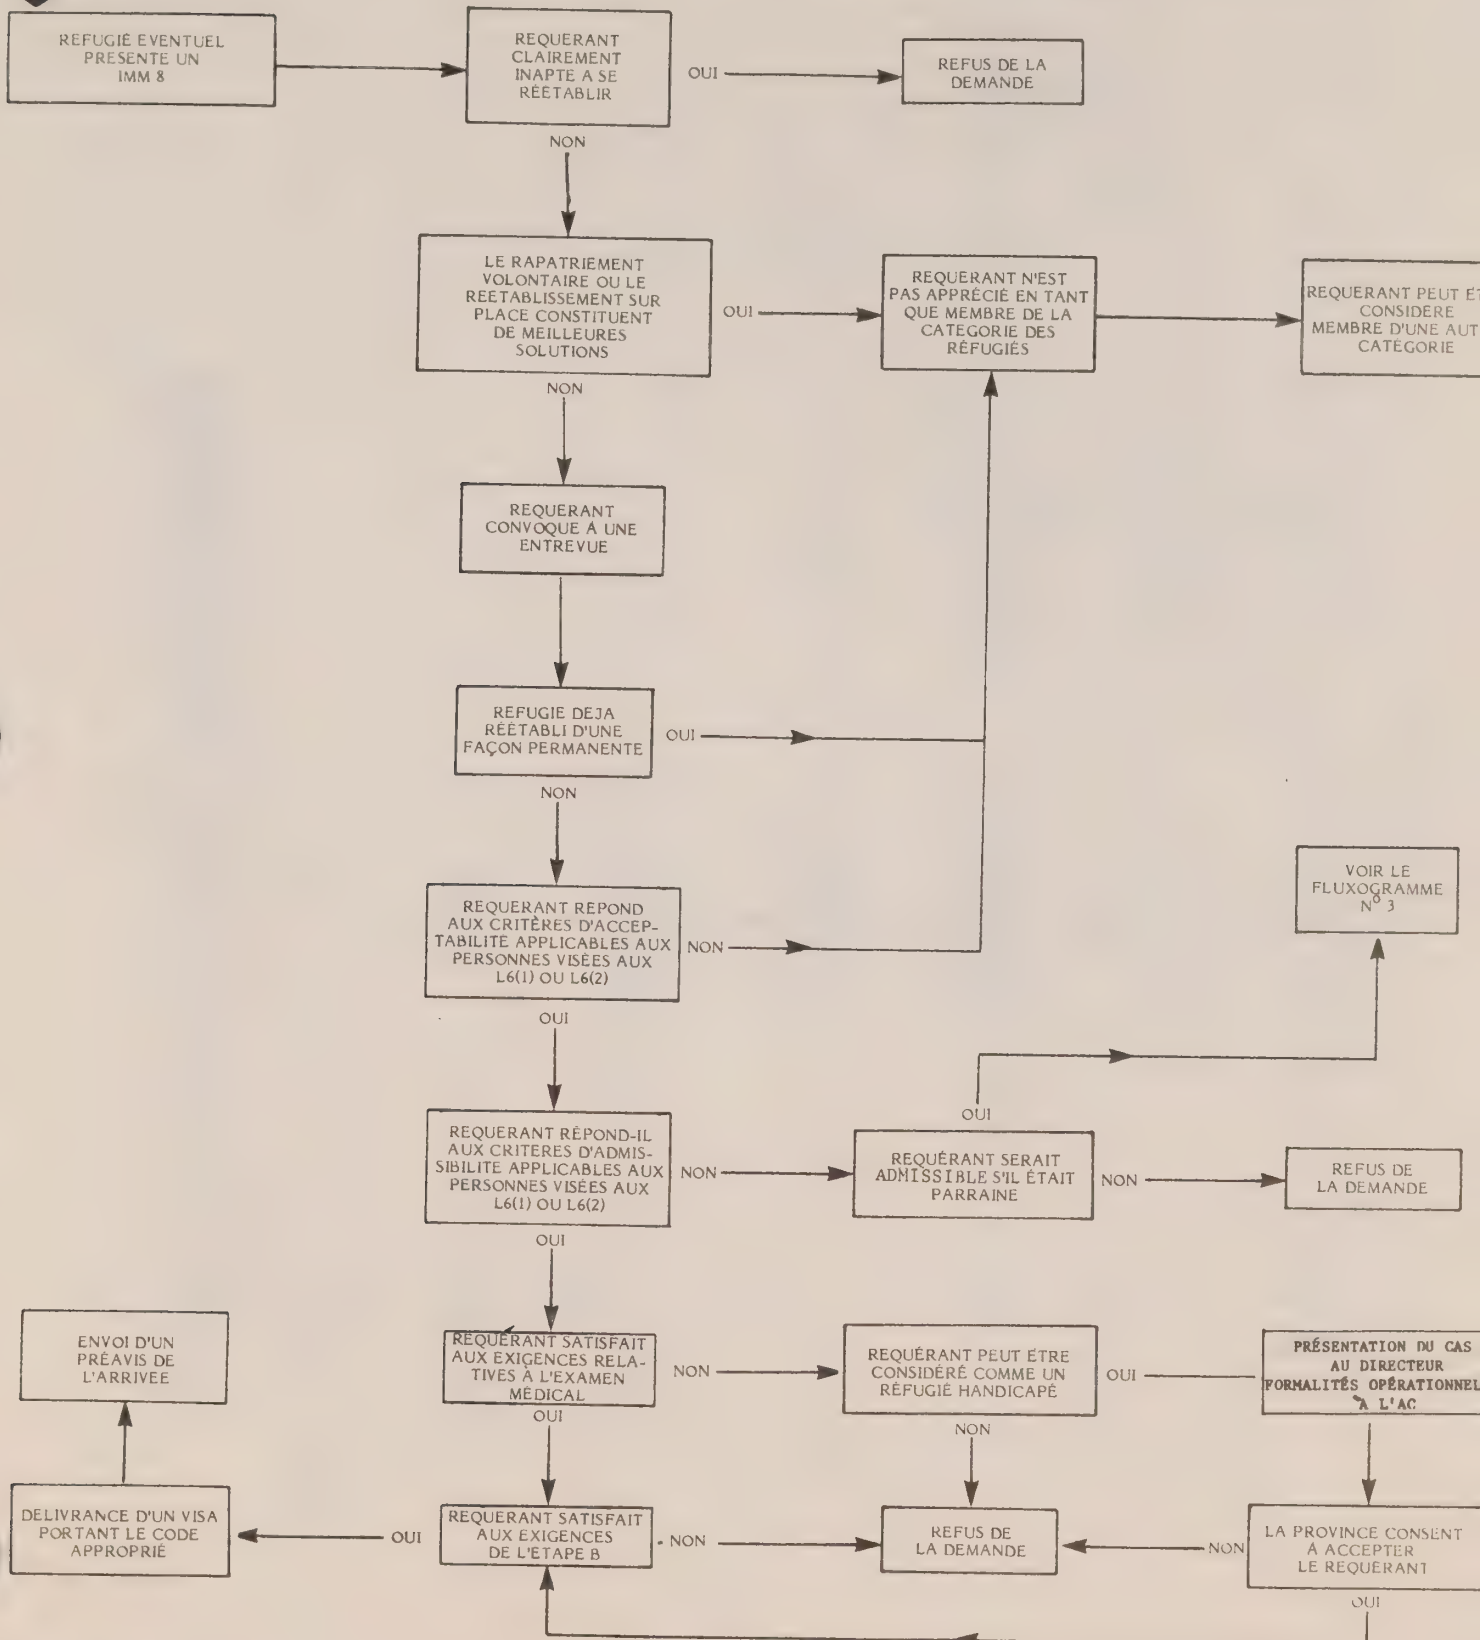 REFUGIÉ EVENTUEL
PRESENTE UN
IMM 8
REQUERANT
CLAIREMENT
INAPTE A SE
RÉETABLIR
OUI
REFUS DE LA
DEMANDE
NON
LE RAPATRIEMENT
VOLONTAIRE OU LE
REETABLISSEMENT SUR
PLACE CONSTITUENT
DE MEILLEURES
SOLUTIONS
OUI
REQUERANT N'EST
PAS APPRÉCIÉ EN TANT
QUE MEMBRE DE LA
CATEGORIE DES
RÉFUGIÉS
REQUERANT PEUT ÊT
CONSIDÉRÉ
MEMBRE D'UNE AUT
CATÉGORIE
NON
REQUERANT
CONVOQUE A UNE
ENTREVUE
REFUGIE DEJA
RÉÉTABLI D'UNE
FAÇON PERMANENTE
OUI
NON
REQUERANT REPOND
AUX CRITÈRES D'ACCEP-
TABILITÉ APPLICABLES AUX
PERSONNES VISÉES AUX
L6(1) OU L6(2)
NON
VOIR LE
FLUXOGRAMME
Nº 3
OUI
REQUERANT RÉPOND-IL
AUX CRITERES D'ADMIS-
SIBILITE APPLICABLES AUX
PERSONNES VISÉES AUX
L6(1) OU L6(2)
NON
OUI
REQUÉRANT SERAIT
ADMISSIBLE S'IL ÉTAIT
PARRAINE
NON
REFUS DE
LA DEMANDE
OUI
ENVOI D'UN
PRÉAVIS DE
L'ARRIVEE
REQUÉRANT SATISFAIT
AUX EXIGENCES RELA-
TIVES À L'EXAMEN
MÉDICAL
NON
REQUÉRANT PEUT ÊTRE
CONSIDÉRÉ COMME UN
RÉFUGIÉ HANDICAPÉ
OUI
PRÉSENTATION DU CAS
AU DIRECTEUR
FORMALITÉS OPÉRATIONNEL
A L'AC
OUI
NON
DELIVRANCE D'UN VISA
PORTANT LE CODE
APPROPRIÉ
OUI
REQUERANT SATISFAIT
AUX EXIGENCES
DE L'ETAPE B
NON
REFUS DE
LA DEMANDE
NON
LA PROVINCE CONSENT
À ACCEPTER
LE REQUÉRANT
OUI